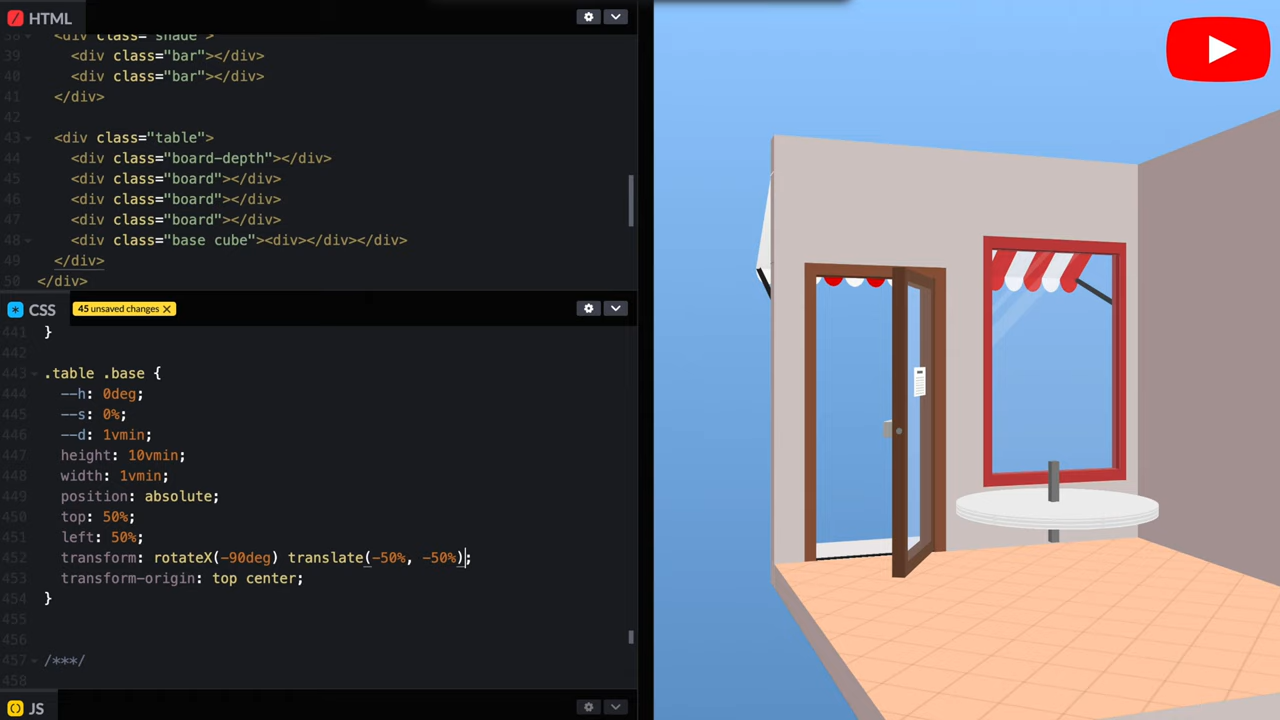 HTML
38 <div class="shade">
39 <div class="bar"></div>
40 <div class="bar"></div>
41 </div>
42
43 <div class="table">
44 <div class="board-depth"></div>
45 <div class="board"></div>
46 <div class="board"></div>
47 <div class="board"></div>
48 <div class="base cube"><div></div></div>
49 </div>
50 </div>
CSS 45 unsaved changes
441 }
442
443 .table .base {
444 --h: 0deg;
445 --s: 0%;
446 --d: 1vmin;
447 height: 10vmin;
448 width: 1vmin;
449 position: absolute;
450 top: 50%;
451 left: 50%;
452 transform: rotateX(-90deg) translate(-50%, -50%);
453 transform-origin: top center;
454 }
455
456
457 /***/
458
JS